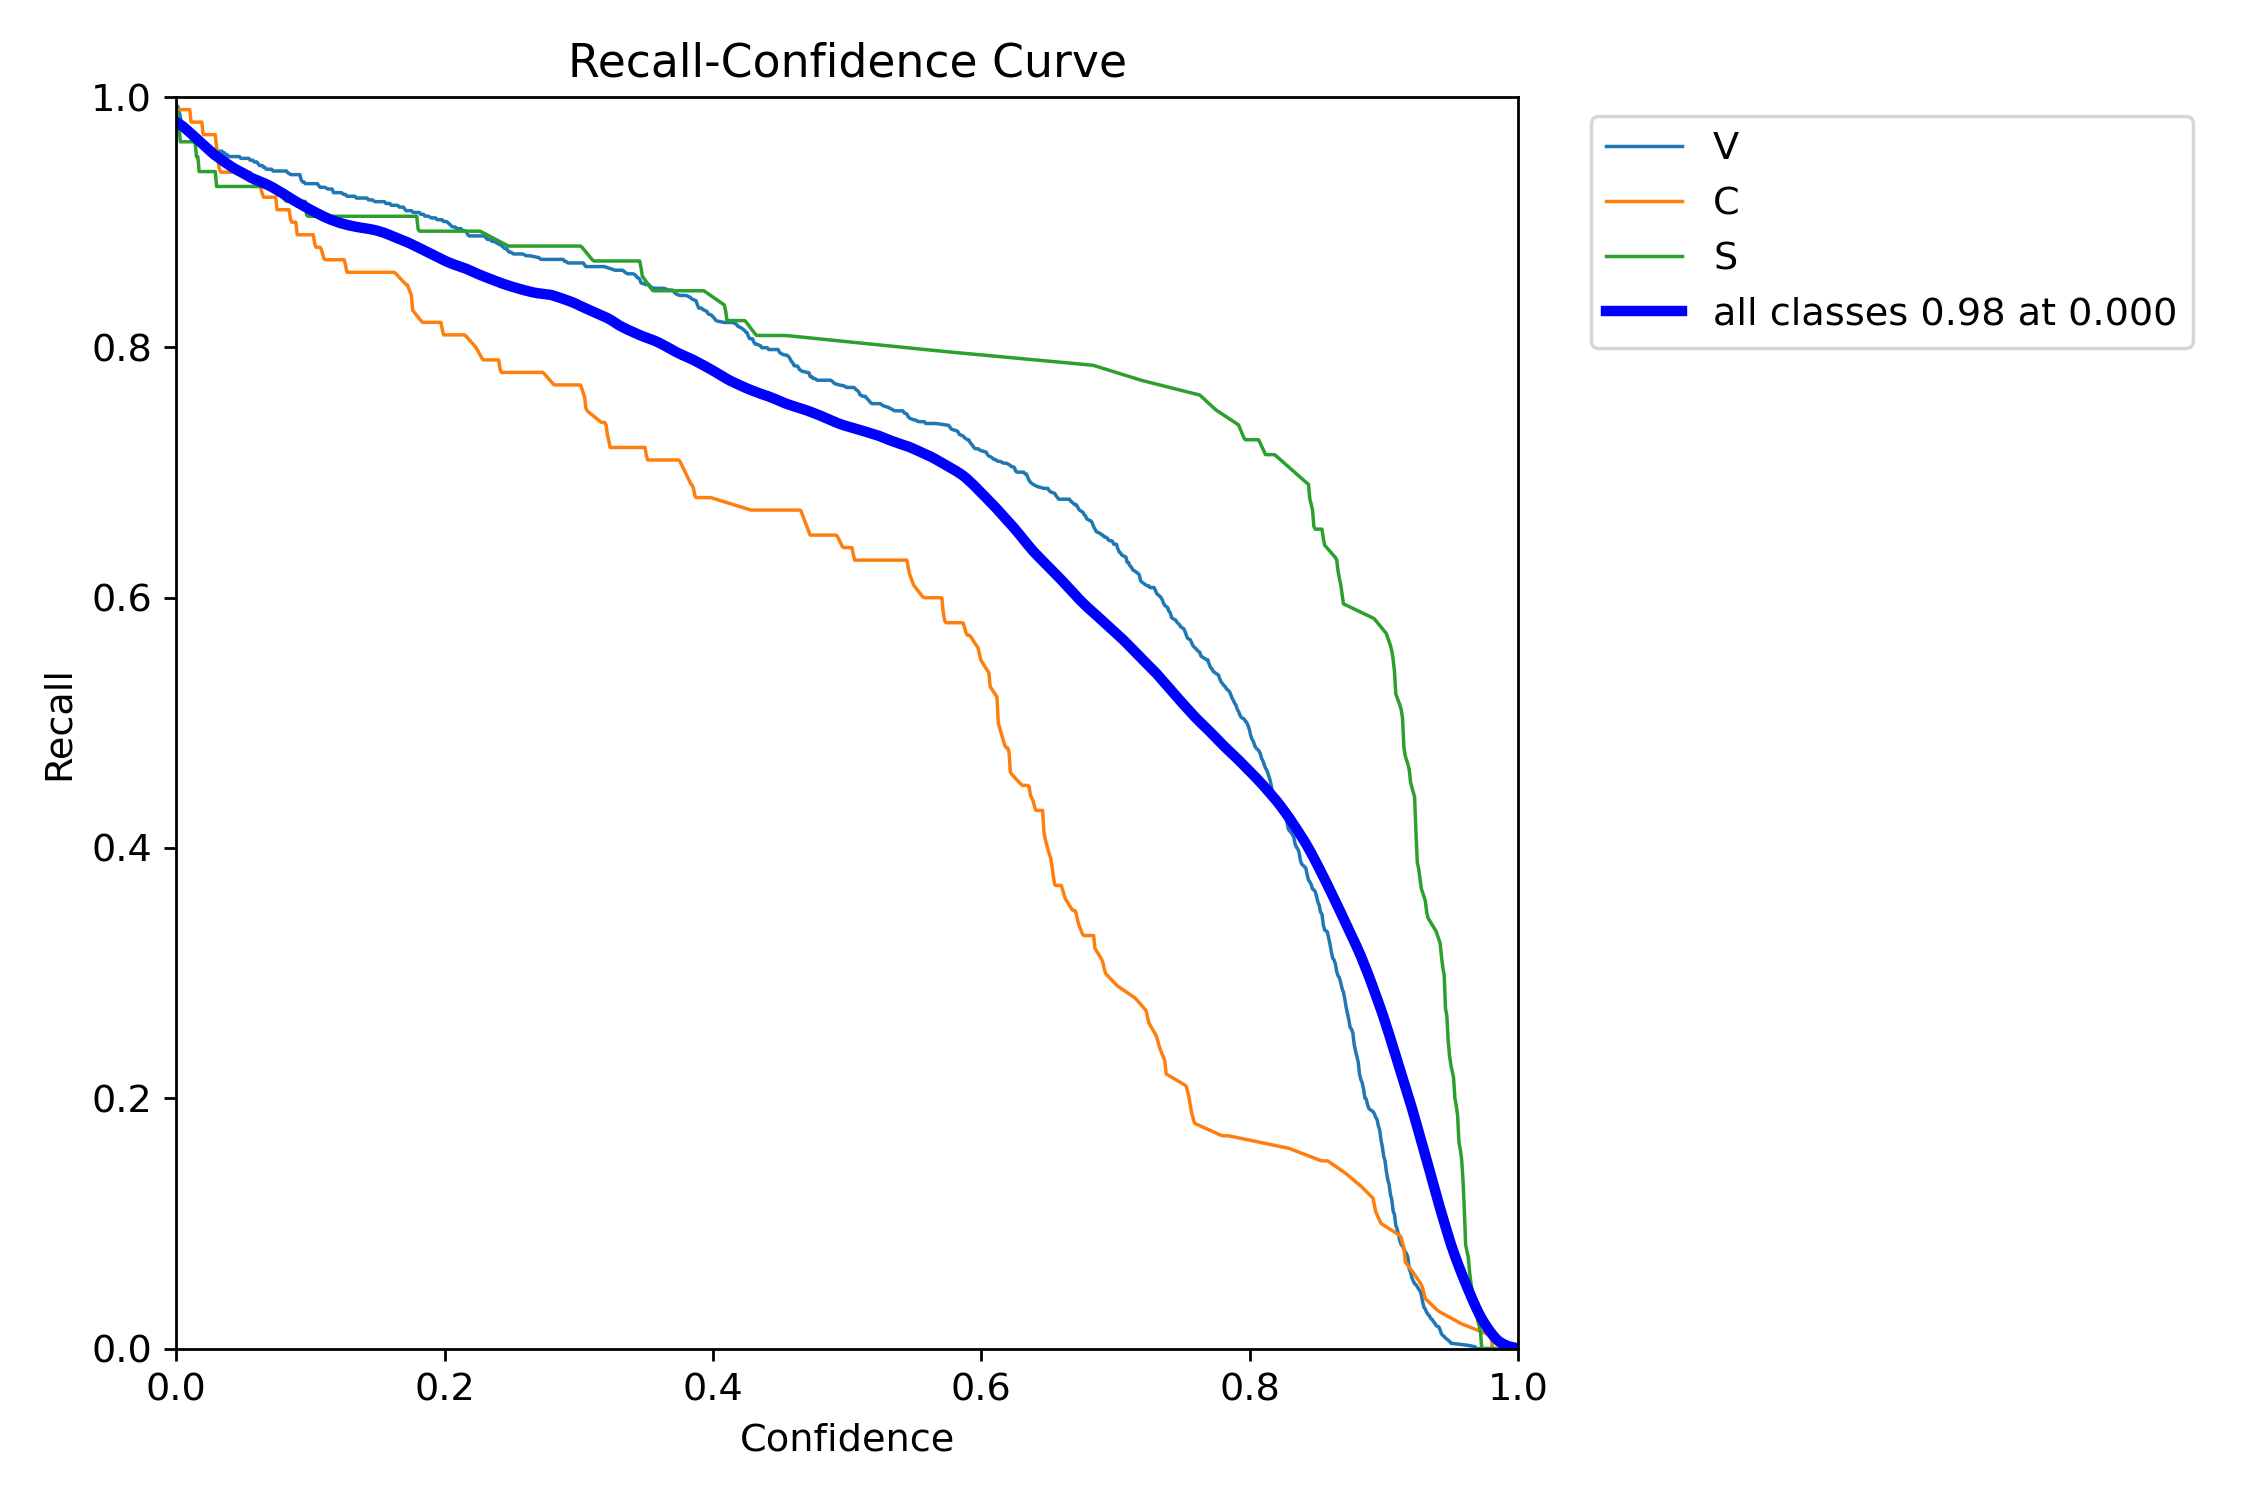 Recall-Confidence Curve
1.0
0.8
0.6
0.4
0.2
0.0
Recall
0.0 0.2 0.4 0.6 0.8 1.0
Confidence
V
C
S
all classes 0.98 at 0.000